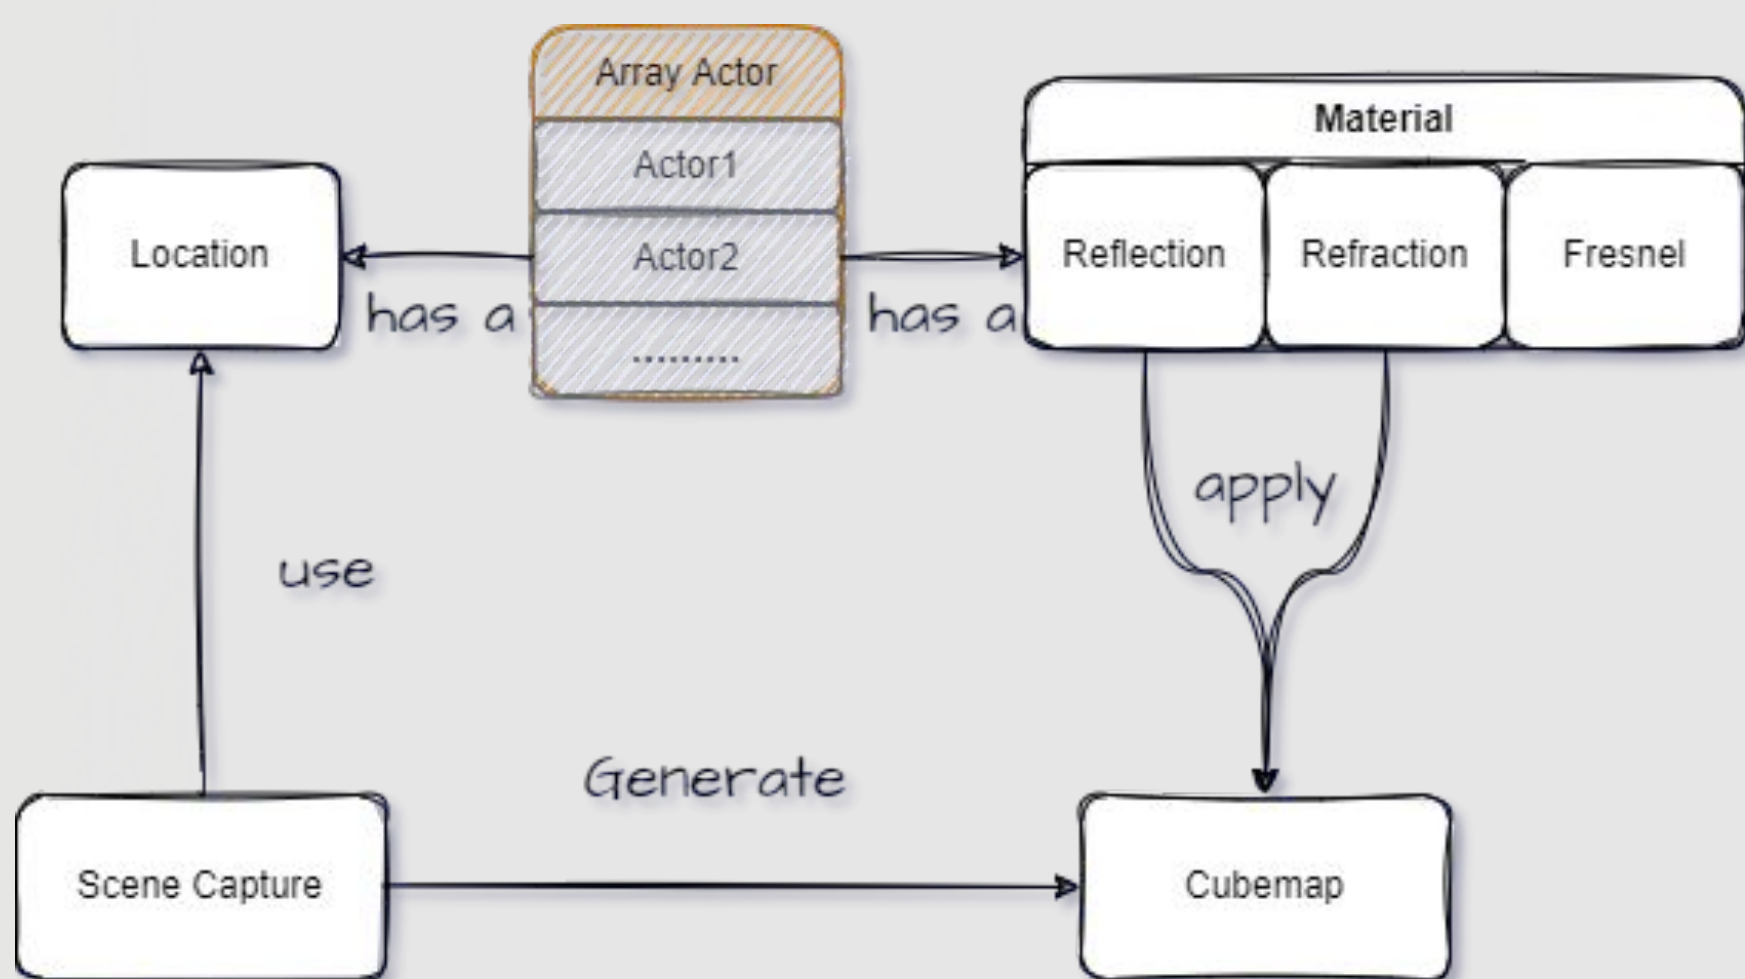 Array Actor
Actor1
Actor2
.........
Material
Reflection
Refraction
Fresnel
Location
has a
has a
apply
use
Generate
Scene Capture
Cubemap